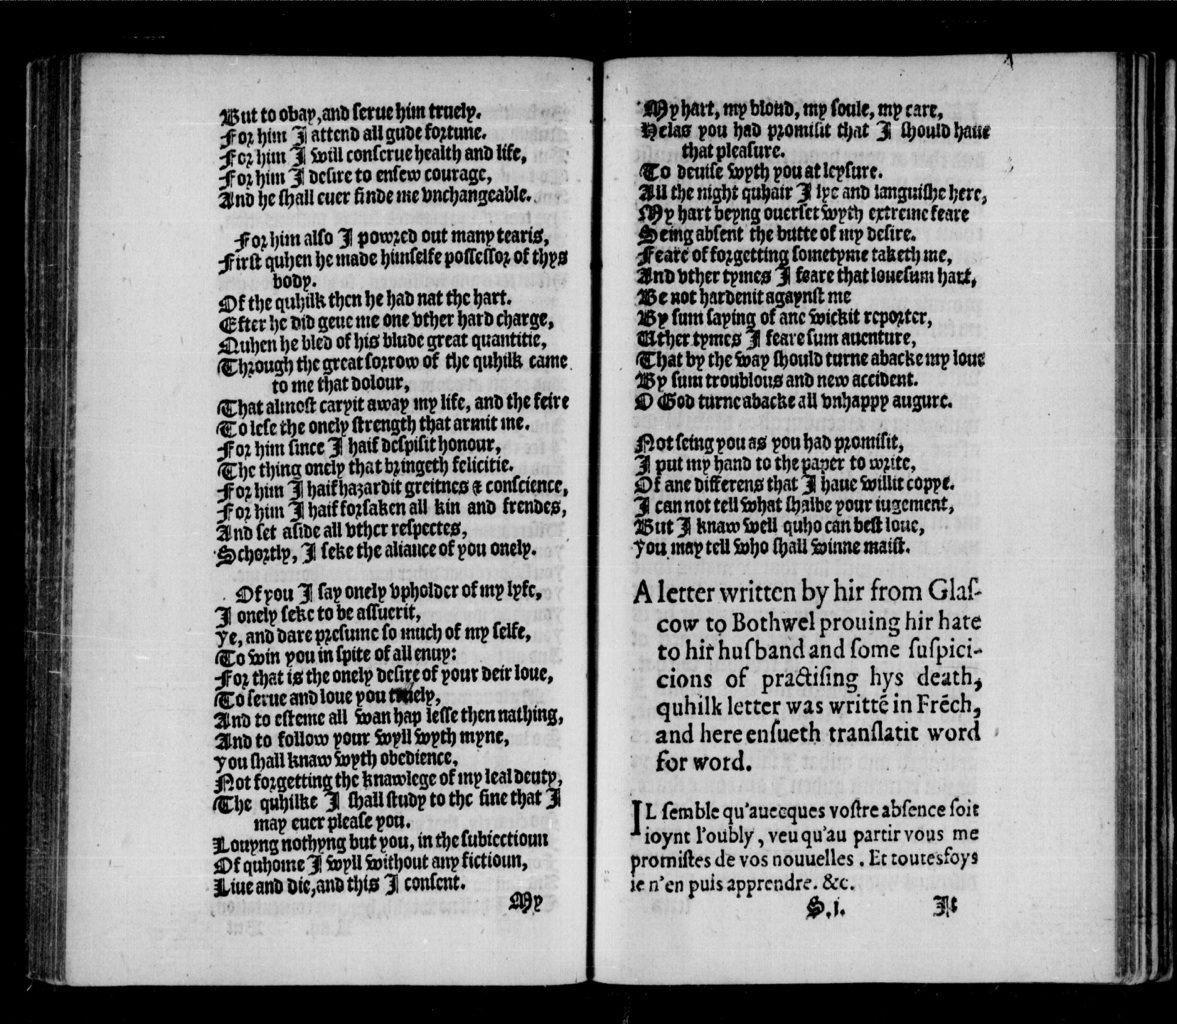 But to obay, and serue him truely.
For him I attend all gude fortune.
For him I will conserue health and life,
For him I desire to ensew courage,
And he shall euer finde me vnchangeable.
For him also I powred out many tearis,
First quhen he made himselfe possessor of thys
body.
Of the quhilk then he had nat the hart.
Efter he did geue me one vther hard charge,
Quhen he bled of his blude great quantitie,
Through the great sorrow of the quhilk came
to me that dolour,
That almost caryit away my life, and the feire
To lese the onely strength that armit me.
For him since I haif despisit honour,
The thing onely that bringeth felicitie.
For him I haif hazardit greitnes & conscience,
For him I haif forsaken all kin and frendes,
And set aside all vther respectes,
Schortly, I seke the aliance of you onely.
Of you I say onely vpholder of my lyfe,
I onely seke to be assuerit,
ye, and dare presume so much of my selfe,
To win you in spite of all enuy:
For that is the onely desire of your deir loue,
To serue and loue you truely,
And to esteme all wan hap lesse then nathing,
And to follow your wyll wyth myne,
you shall knaw wyth obedience,
Not forgetting the knawlege of my leal deuty,
The quhilke I shall study to the fine that I
may euer please you.
Louyng nothyng but you, in the subiectioun
Of quhome I wyll without any fictioun,
Liue and die, and this I consent.
My
My hart, my bloud, my soule, my care,
Helas you had promisit that I should haue
that pleasure.
To deuise wyth you at leysure.
All the night quhair I lye and languishe here,
My hart beyng ouerset wyth extreme feare
Seing absent the butte of my desire.
Feare of forgetting sometyme taketh me,
And vther tymes I feare that louesum hart,
Be not hardenit agaynst me
By sum saying of ane wickit reporter,
Uther tymes I feare sum auenture,
That by the way should turne abacke my loue
By sum troublous and new accident.
O God turne abacke all vnhappy augure.
Not seing you as you had promisit,
I put my hand to the paper to write,
Of ane differens that I haue willit coppe.
I can not tell what shalbe your iugement,
But I knaw well quho can best loue,
you may tell who shall winne maist.
A letter written by hir from Glas-
cow to Bothwel prouing hir hate
to hir husband and some suspici-
cions of practising hys death,
quhilk letter was writtē in Frēch,
and here ensueth translatit word
for word.
IL semble qu'auecques vostre absence soit
ioynt l'oubly, veu qu'au partir vous me
promistes de vos nouuelles. Et toutesfoys
ie n'en puis apprendre. &c.
S.i. It